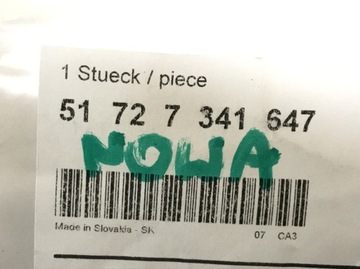 1 Stueck / piece
51 72 7 341 647
NOWA
Made in Slovakia - SK
07 CA3